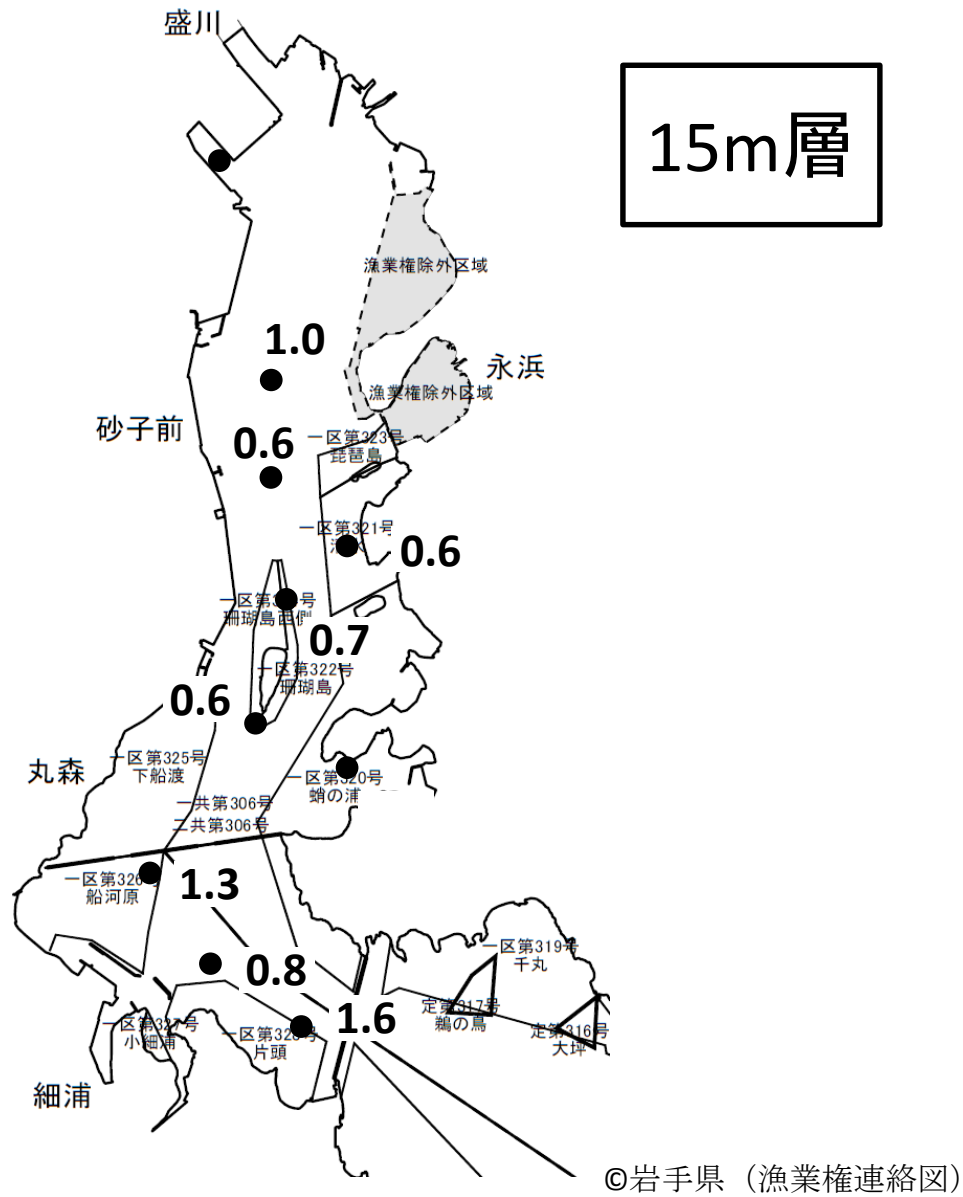 盛川
15m層
漁業権除外区域
1.0
永浜
漁業権除外区域
砂子前
0.6
一区第323号
琵琶島
一区第321号
0.6
珊瑚島西側
0.7
一区第322号
珊瑚島
0.6
一区第325号
下船渡
丸森
一区第320号
蛸の浦
一共第306号
二共第306号
一区第326号
船河原
1.3
一区第319号
千丸
0.8
定第317号
鵜の鳥
1.6
定第316号
大坪
一区第327号
小細浦
片頭
細浦
©岩手県（漁業権連絡図）